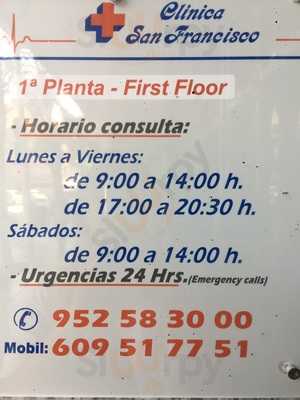 Clinica
San Francisco
1ª Planta - First Floor
- Horario consulta:
Lunes a Viernes:
de 9:00 a 14:00 h.
de 17:00 a 20:30 h.
Sábados:
de 9:00 a 14:00 h.
- Urgencias 24 Hrs.(Emergency calls)
952 58 30 00
Mobil: 609 51 77 51